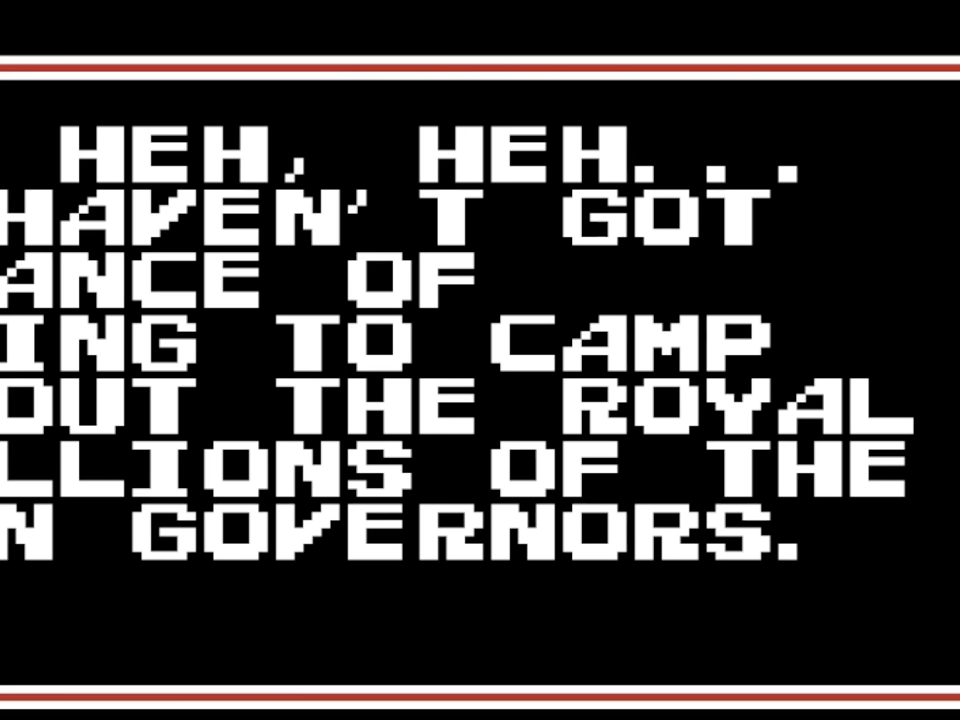 HEH, HEH...
HAVEN'T GOT
ANCE OF
ING TO CAMP
OUT THE ROYAL
LLIONS OF THE
N GOVERNORS.